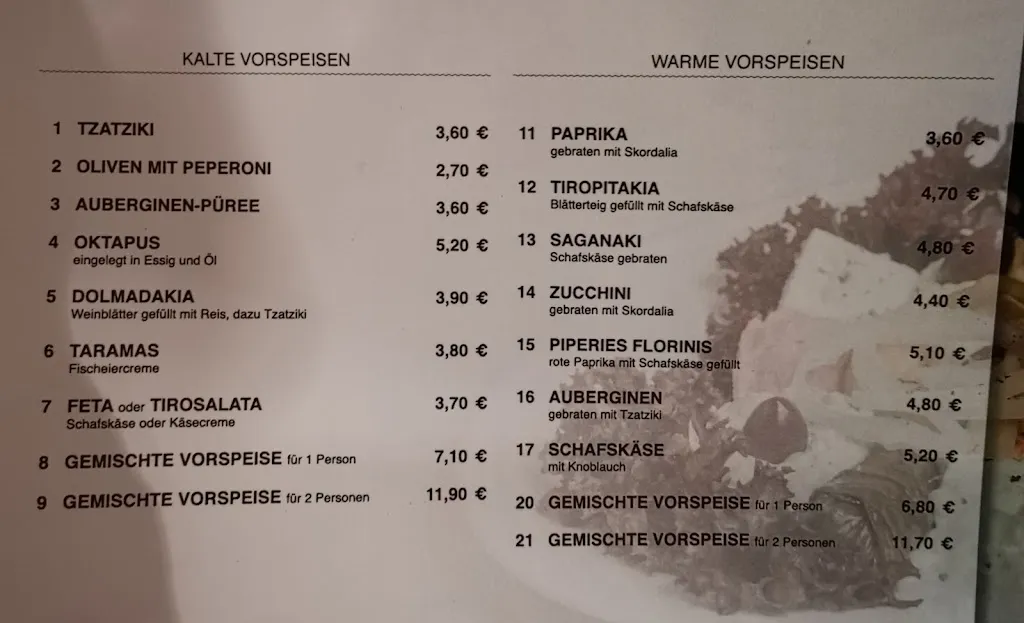 KALTE VORSPEISEN
1 TZATZIKI 3,60 €
2 OLIVEN MIT PEPERONI 2,70 €
3 AUBERGINEN-PÜREE 3,60 €
4 OKTAPUS 5,20 €
eingelegt in Essig und Öl
5 DOLMADAKIA 3,90 €
Weinblätter gefüllt mit Reis, dazu Tzatziki
6 TARAMAS 3,80 €
Fischeiercreme
7 FETA oder TIROSALATA 3,70 €
Schafskäse oder Käsecreme
8 GEMISCHTE VORSPEISE für 1 Person 7,10 €
9 GEMISCHTE VORSPEISE für 2 Personen 11,90 €
WARME VORSPEISEN
11 PAPRIKA 3,60 €
gebraten mit Skordalia
12 TIROPITAKIA 4,70 €
Blätterteig gefüllt mit Schafskäse
13 SAGANAKI 4,80 €
Schafskäse gebraten
14 ZUCCHINI 4,40 €
gebraten mit Skordalia
15 PIPERIES FLORINIS 5,10 €
rote Paprika mit Schafskäse gefüllt
16 AUBERGINEN 4,80 €
gebraten mit Tzatziki
17 SCHAFSKÄSE 5,20 €
mit Knoblauch
20 GEMISCHTE VORSPEISE für 1 Person 6,80 €
21 GEMISCHTE VORSPEISE für 2 Personen 11,70 €